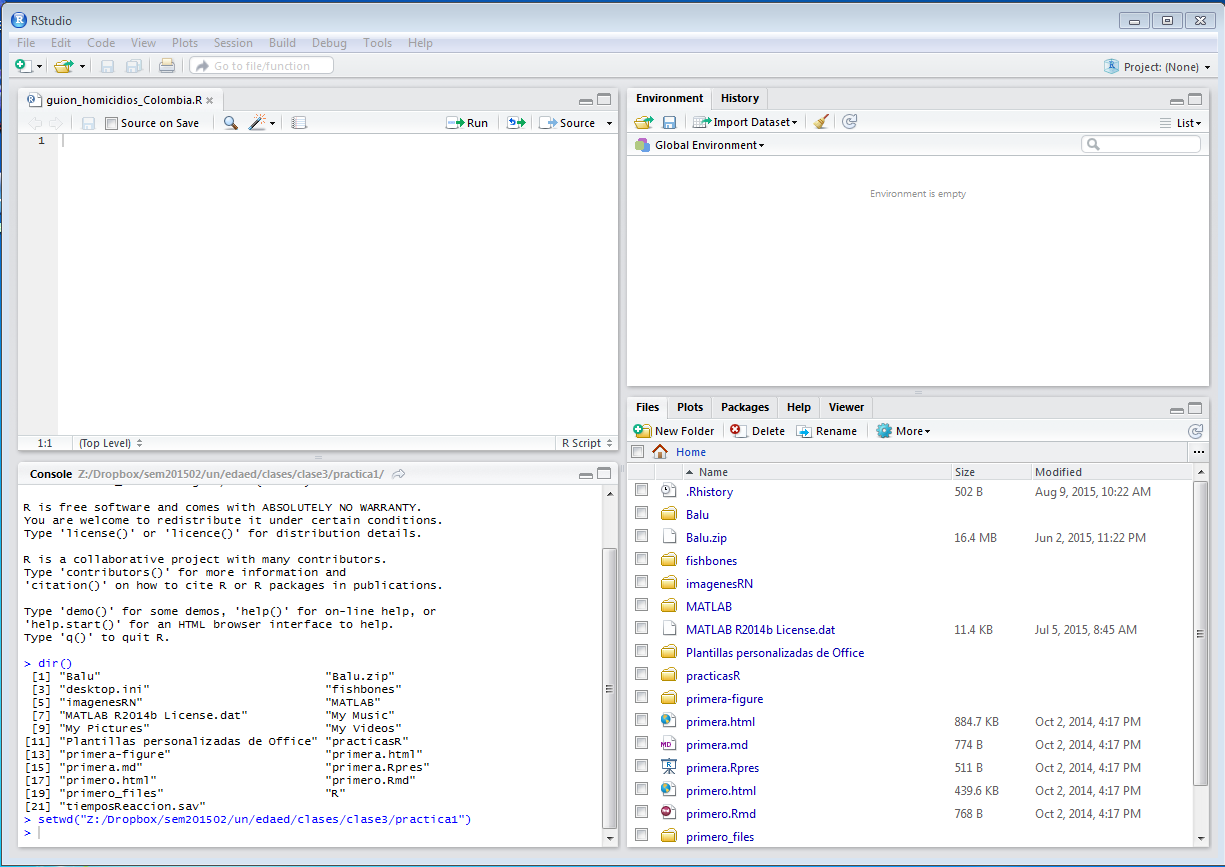 RStudio
File Edit Code View Plots Session Build Debug Tools Help
Go to file/function
Project: (None)
guion_homicidios_Colombia.R
Source on Save
Run
Source
1
1:1 (Top Level) R Script
Console Z:/Dropbox/sem201502/un/edaed/clases/clase3/practica1/
R is free software and comes with ABSOLUTELY NO WARRANTY.
You are welcome to redistribute it under certain conditions.
Type 'license()' or 'licence()' for distribution details.
R is a collaborative project with many contributors.
Type 'contributors()' for more information and
'citation()' on how to cite R or R packages in publications.
Type 'demo()' for some demos, 'help()' for on-line help, or
'help.start()' for an HTML browser interface to help.
Type 'q()' to quit R.
> dir()
[1] "Balu" "Balu.zip"
[3] "desktop.ini" "fishbones"
[5] "imagenesRN" "MATLAB"
[7] "MATLAB R2014b License.dat" "My Music"
[9] "My Pictures" "My Videos"
[11] "Plantillas personalizadas de Office" "practicasR"
[13] "primera-figure" "primera.html"
[15] "primera.md" "primera.Rpres"
[17] "primero.html" "primero.Rmd"
[19] "primero_files" "R"
[21] "tiemposReaccion.sav"
> setwd("Z:/Dropbox/sem201502/un/edaed/clases/clase3/practica1")
>
Environment History
Import Dataset
List
Global Environment
Environment is empty
Files Plots Packages Help Viewer
New Folder Delete Rename More
Home
Name Size Modified
.Rhistory 502 B Aug 9, 2015, 10:22 AM
Balu
Balu.zip 16.4 MB Jun 2, 2015, 11:22 PM
fishbones
imagenesRN
MATLAB
MATLAB R2014b License.dat 11.4 KB Jul 5, 2015, 8:45 AM
Plantillas personalizadas de Office
practicasR
primera-figure
primera.html 884.7 KB Oct 2, 2014, 4:17 PM
primera.md 774 B Oct 2, 2014, 4:17 PM
primera.Rpres 511 B Oct 2, 2014, 4:17 PM
primero.html 439.6 KB Oct 2, 2014, 4:17 PM
primero.Rmd 768 B Oct 2, 2014, 4:17 PM
primero_files